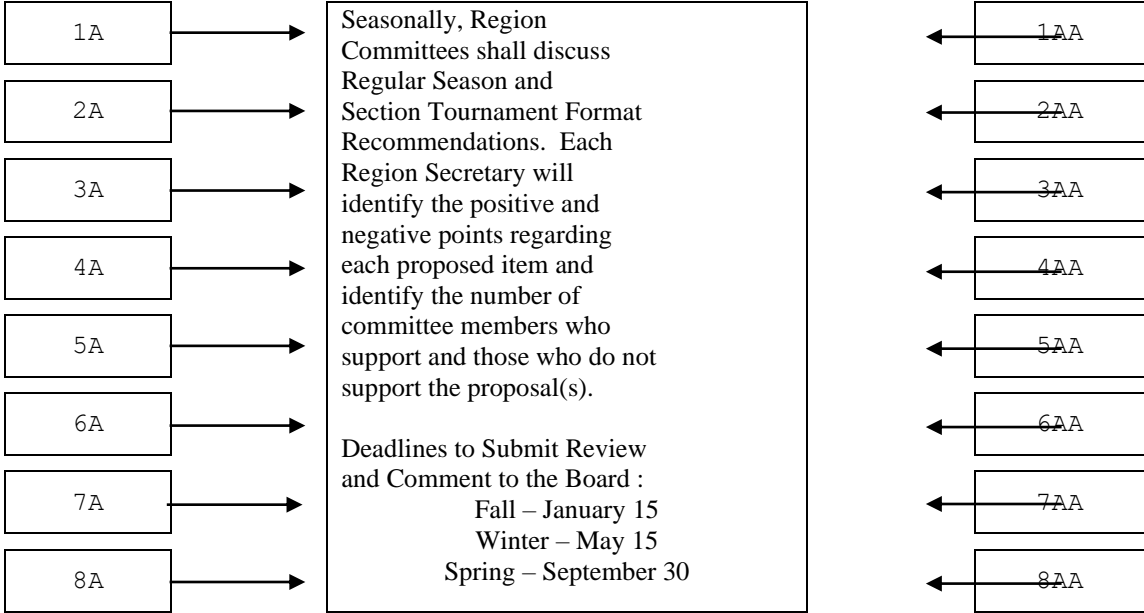 1A
2A
3A
4A
5A
6A
7A
8A
Seasonally, Region
Committees shall discuss
Regular Season and
Section Tournament Format
Recommendations. Each
Region Secretary will
identify the positive and
negative points regarding
each proposed item and
identify the number of
committee members who
support and those who do not
support the proposal(s).
Deadlines to Submit Review
and Comment to the Board :
Fall – January 15
Winter – May 15
Spring – September 30
1AA
2AA
3AA
4AA
5AA
6AA
7AA
8AA